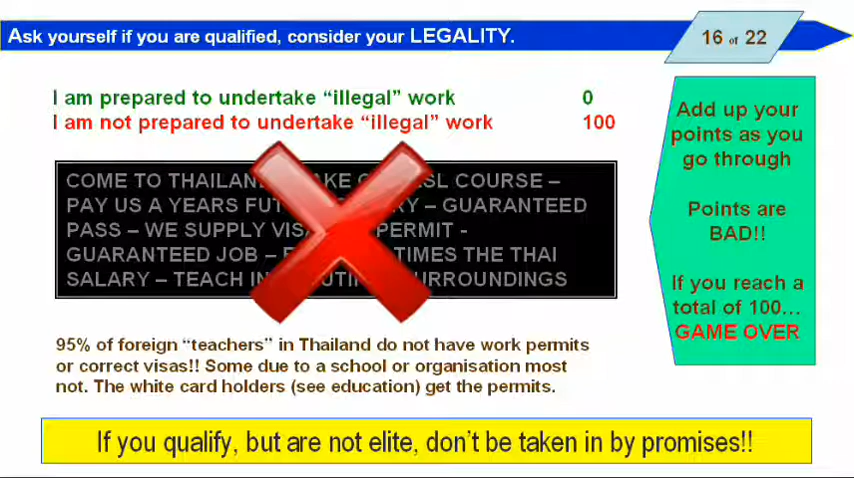 Ask yourself if you are qualified, consider your LEGALITY.
16 of 22
I am prepared to undertake “illegal” work 0
I am not prepared to undertake “illegal” work 100
COME TO THAILAND ESL COURSE –
PAY US A YEARS – GUARANTEED
PASS – WE SUPPLY PERMIT -
GUARANTEED JOB – TIMES THE THAI
SALARY – TEACH IN
95% of foreign “teachers” in Thailand do not have work permits
or correct visas!! Some due to a school or organisation most
not. The white card holders (see education) get the permits.
Add up your
points as you
go through
Points are
BAD!!
If you reach a
total of 100...
GAME OVER
If you qualify, but are not elite, don’t be taken in by promises!!